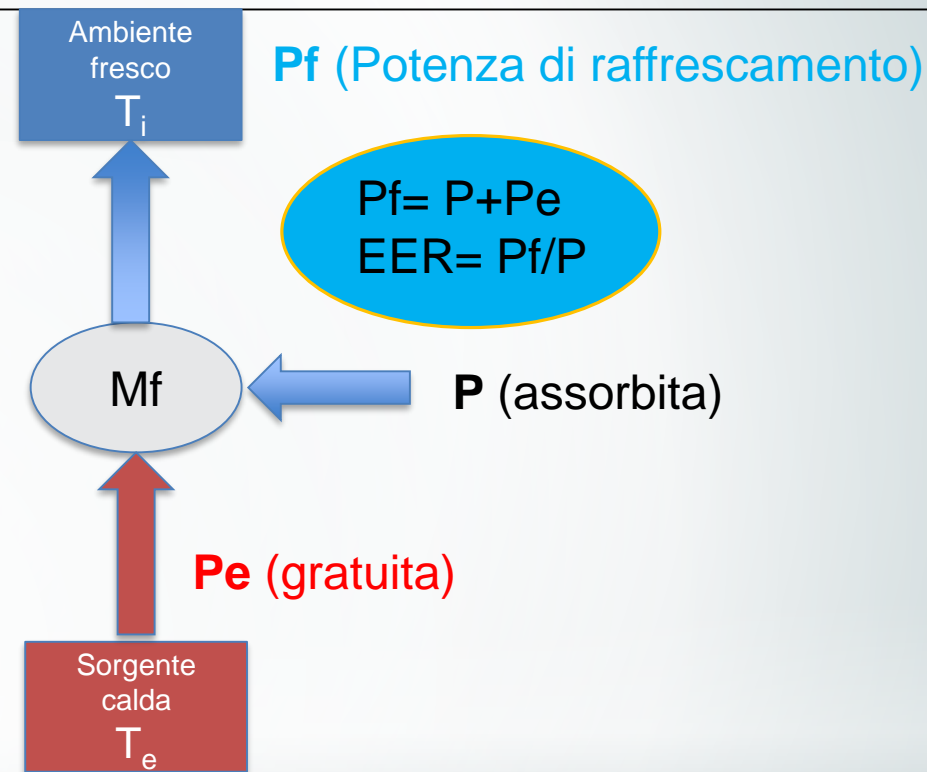 Ambiente
fresco
Ti
Pf (Potenza di raffrescamento)
Pf= P+Pe
EER= Pf/P
Mf
P (assorbita)
Pe (gratuita)
Sorgente
calda
Te